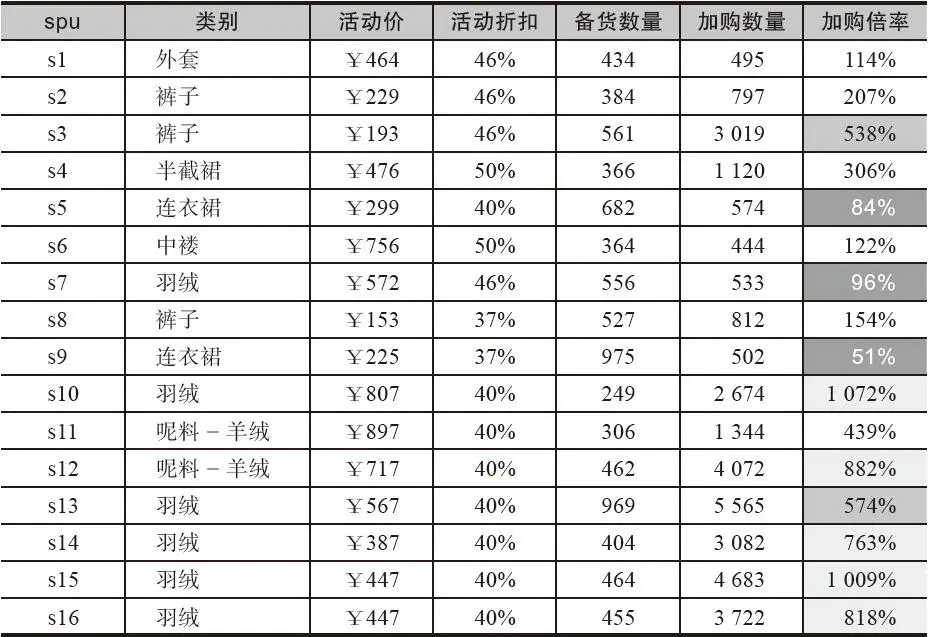 spu 类别 活动价 活动折扣 备货数量 加购数量 加购倍率
s1 外套 ￥464 46% 434 495 114%
s2 裤子 ￥229 46% 384 797 207%
s3 裤子 ￥193 46% 561 3 019 538%
s4 半截裙 ￥476 50% 366 1 120 306%
s5 连衣裙 ￥299 40% 682 574 84%
s6 中褛 ￥756 50% 364 444 122%
s7 羽绒 ￥572 46% 556 533 96%
s8 裤子 ￥153 37% 527 812 154%
s9 连衣裙 ￥225 37% 975 502 51%
s10 羽绒 ￥807 40% 249 2 674 1 072%
s11 呢料－羊绒 ￥897 40% 306 1 344 439%
s12 呢料－羊绒 ￥717 40% 462 4 072 882%
s13 羽绒 ￥567 40% 969 5 565 574%
s14 羽绒 ￥387 40% 404 3 082 763%
s15 羽绒 ￥447 40% 464 4 683 1 009%
s16 羽绒 ￥447 40% 455 3 722 818%